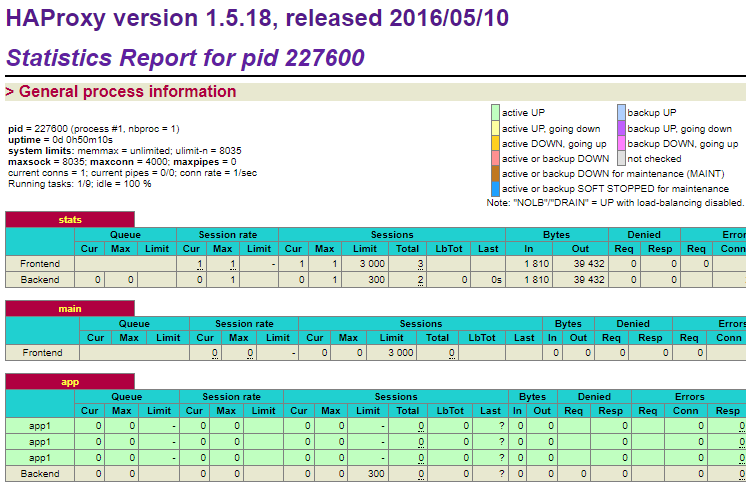 HAProxy version 1.5.18, released 2016/05/10
Statistics Report for pid 227600
> General process information
pid = 227600 (process #1, nbproc = 1)
uptime = 0d 0h50m10s
system limits: memmax = unlimited; ulimit-n = 8035
maxsock = 8035; maxconn = 4000; maxpipes = 0
current conns = 1; current pipes = 0/0; conn rate = 1/sec
Running tasks: 1/9; idle = 100 %
active UP backup UP
active UP, going down backup UP, going down
active DOWN, going up backup DOWN, going up
active or backup DOWN not checked
active or backup DOWN for maintenance (MAINT)
active or backup SOFT STOPPED for maintenance
Note: "NOLB"/"DRAIN" = UP with load-balancing disabled.
stats
Queue Session rate Sessions Bytes Denied Error
Cur Max Limit Cur Max Limit Cur Max Limit Total LbTot Last In Out Req Resp Req Conn
Frontend 1 1 - 1 1 3 000 3 1 810 39 432 0 0 0
Backend 0 0 0 1 0 1 300 2 0 0s 1 810 39 432 0 0
main
Queue Session rate Sessions Bytes Denied Errors
Cur Max Limit Cur Max Limit Cur Max Limit Total LbTot Last In Out Req Resp Req Conn
Frontend 0 0 - 0 0 3 000 0 0 0 0 0 0
app
Queue Session rate Sessions Bytes Denied Errors
Cur Max Limit Cur Max Limit Cur Max Limit Total LbTot Last In Out Req Resp Req Conn Resp
app1 0 0 - 0 0 0 0 - 0 0 ? 0 0 0 0 0
app1 0 0 - 0 0 0 0 - 0 0 ? 0 0 0 0 0
app1 0 0 - 0 0 0 0 - 0 0 ? 0 0 0 0 0
Backend 0 0 0 0 0 0 300 0 0 ? 0 0 0 0 0 0